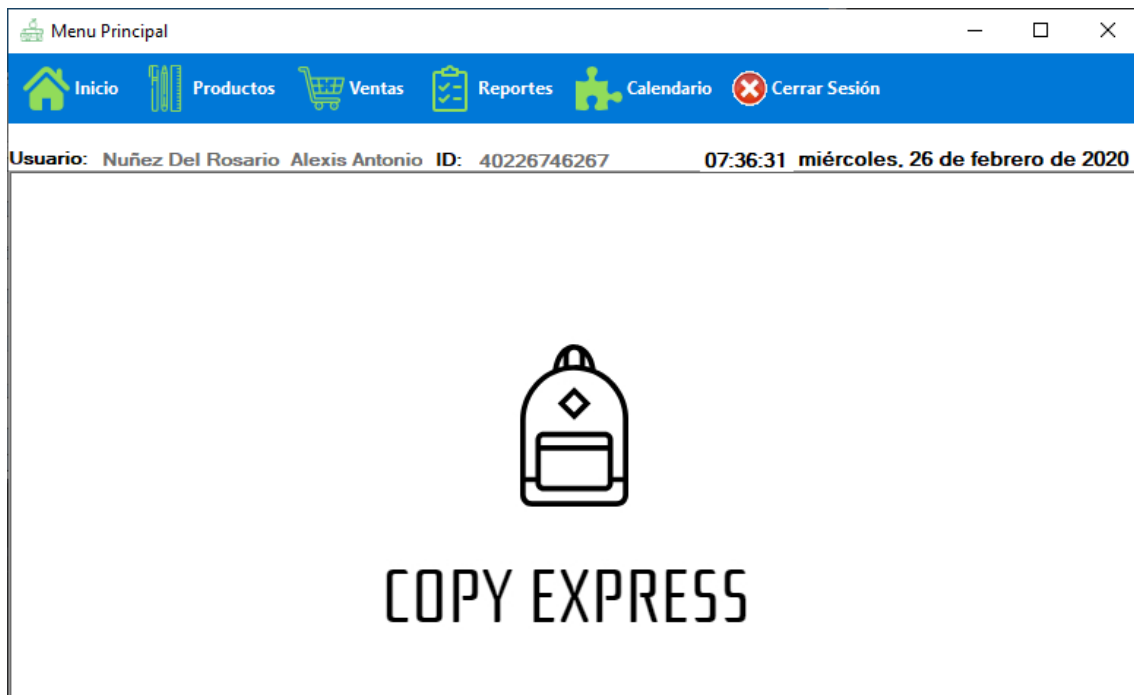 Menu Principal
Inicio Productos Ventas Reportes Calendario Cerrar Sesión
Usuario: Nuñez Del Rosario Alexis Antonio ID: 40226746267 07:36:31 miércoles, 26 de febrero de 2020
COPY EXPRESS